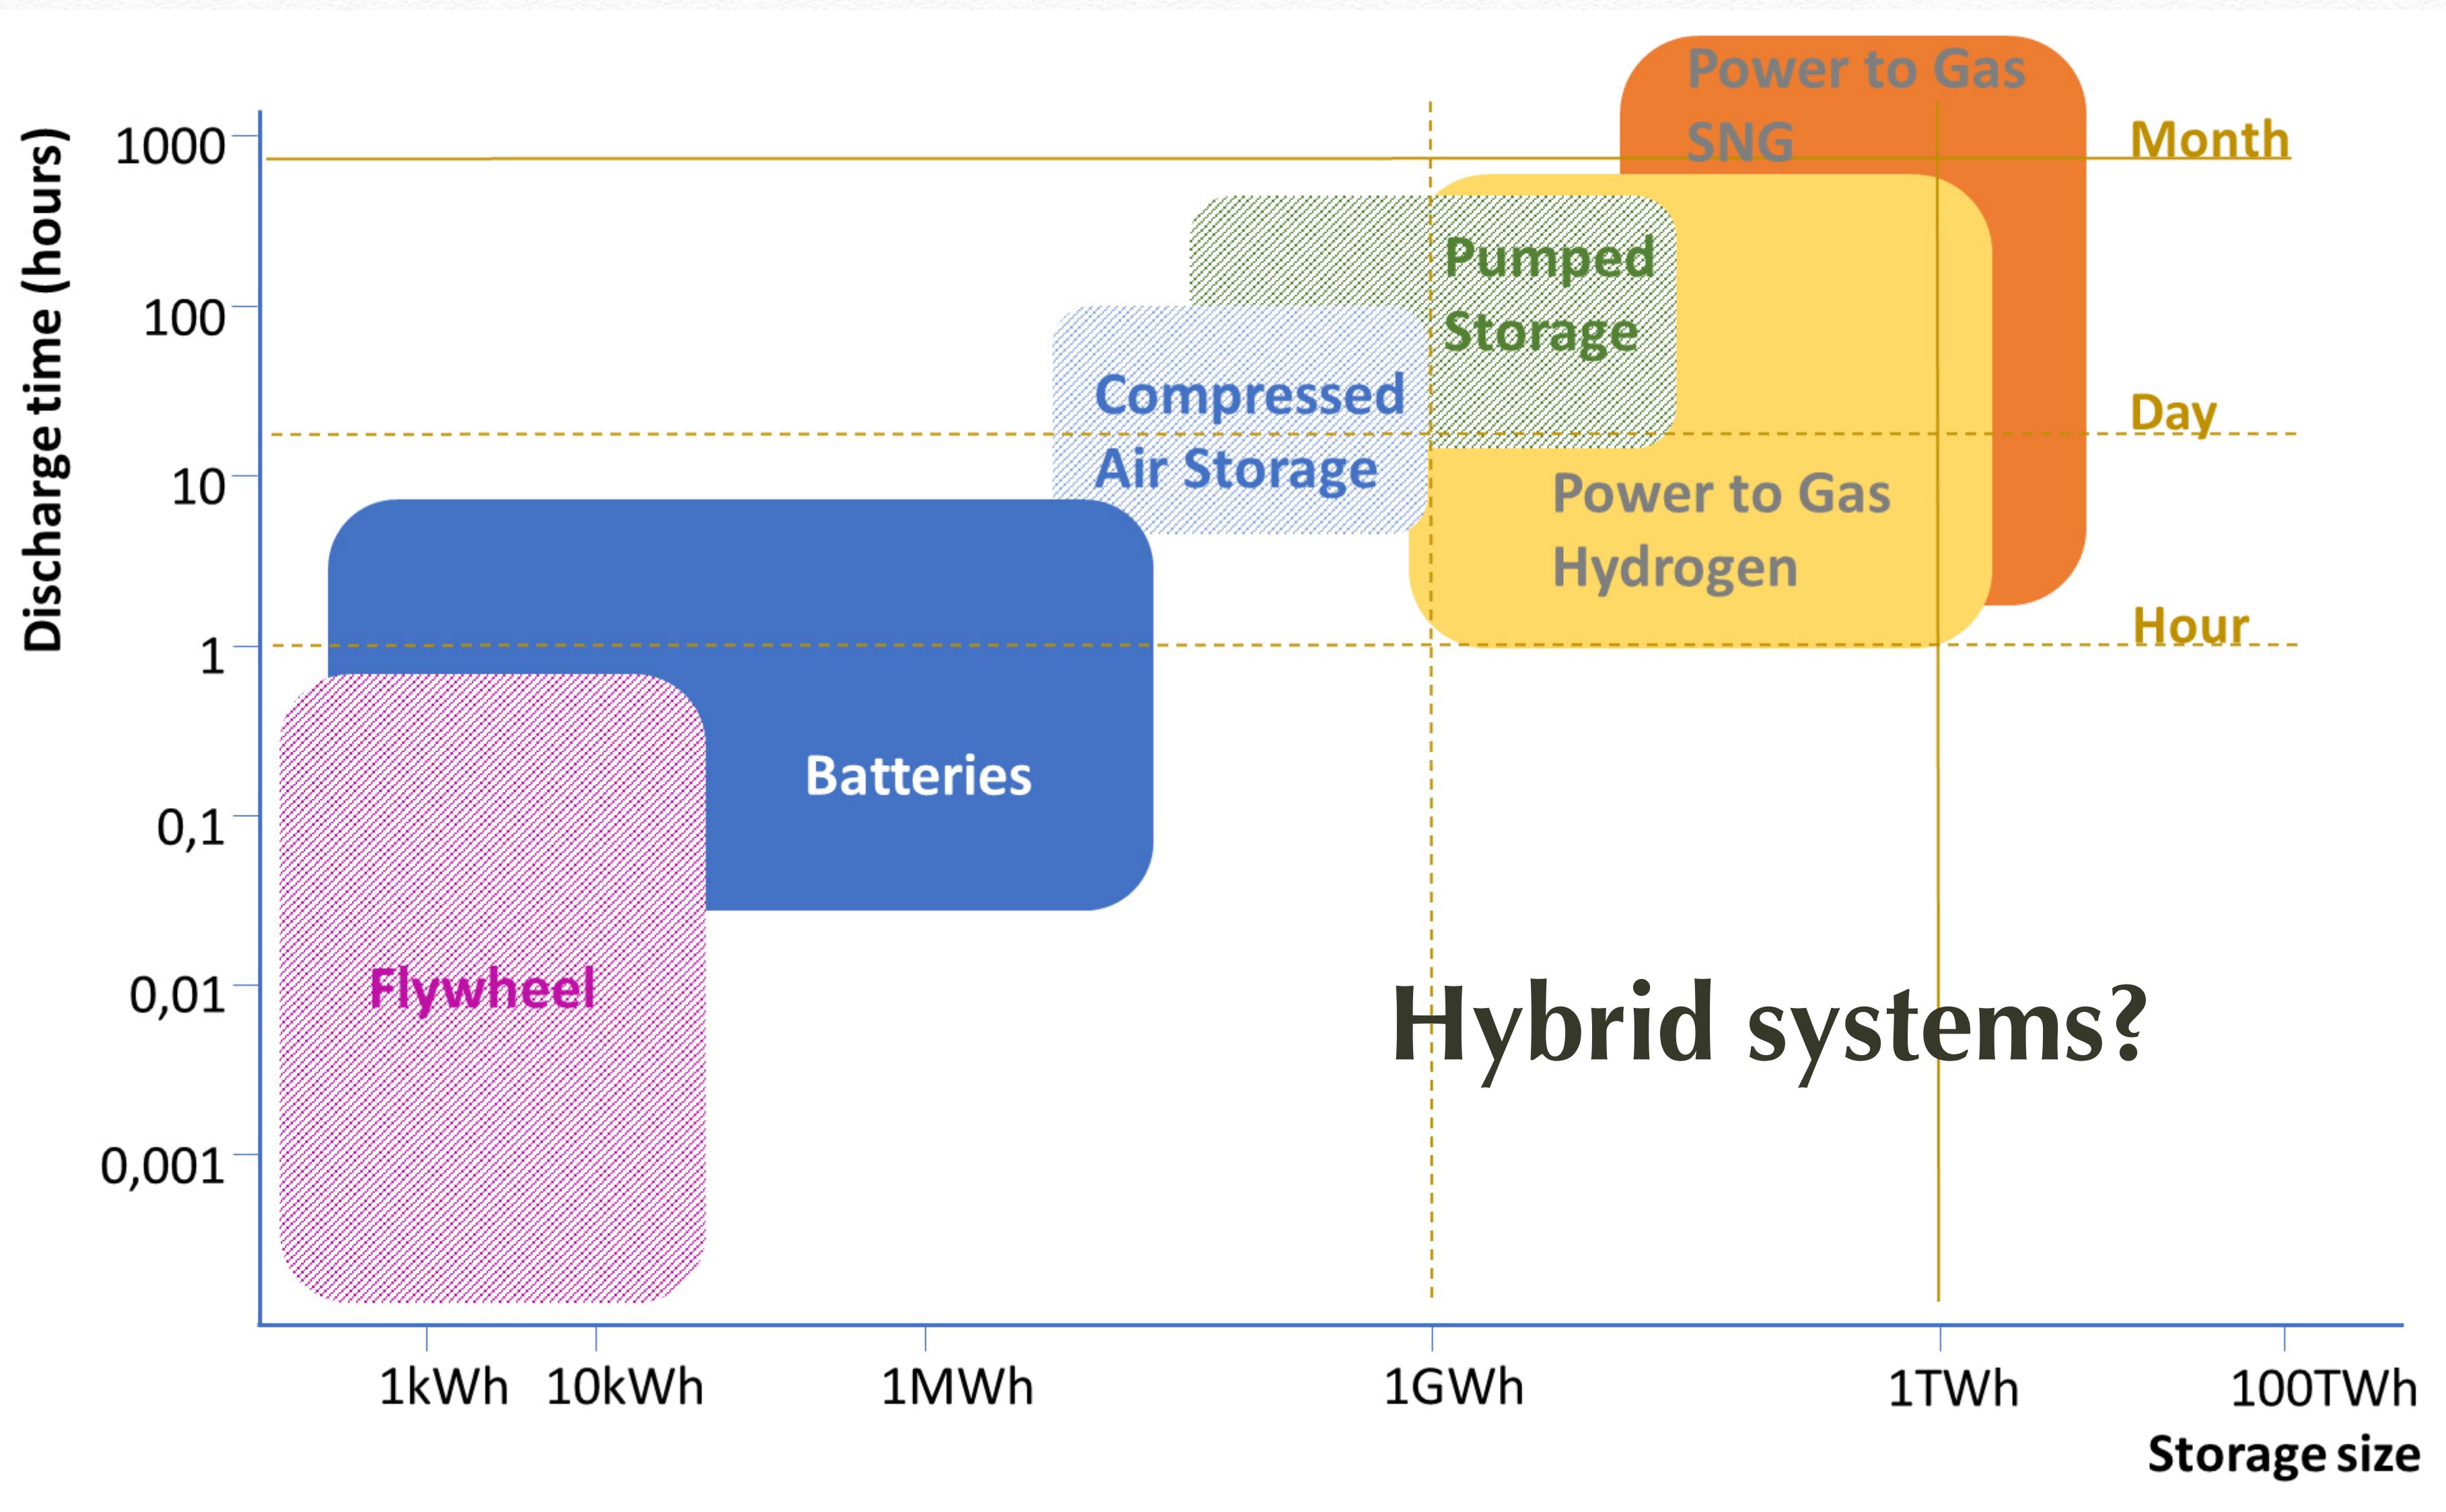 Discharge time (hours)
1000
100
10
1
0,1
0,01
0,001
Power to Gas
SNG
Month
Pumped
Storage
Compressed
Air Storage
Day
Power to Gas
Hydrogen
Hour
Batteries
Flywheel
Hybrid systems?
1kWh
10kWh
1MWh
1GWh
1TWh
100TWh
Storage size